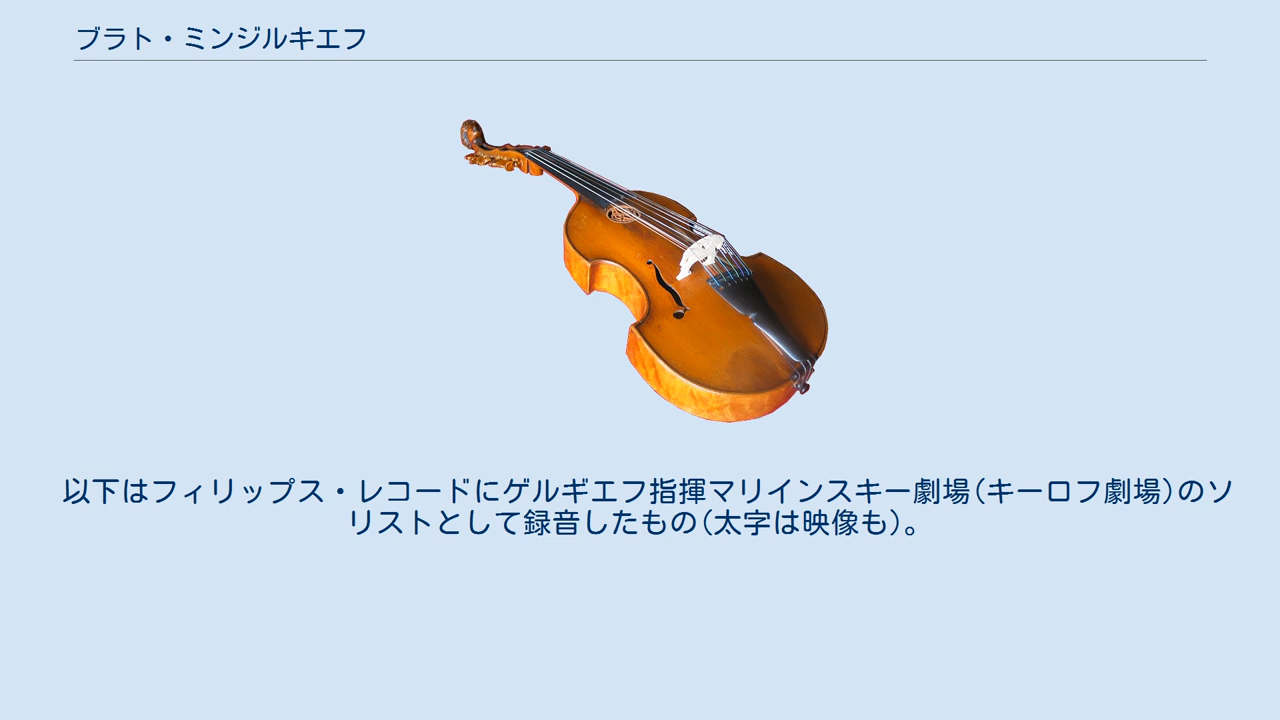 ブラト・ミンジルキエフ
以下はフィリップス・レコードにゲルギエフ指揮マリインスキー劇場(キーロフ劇場)のソ
リストとして録音したもの(太字は映像も)。